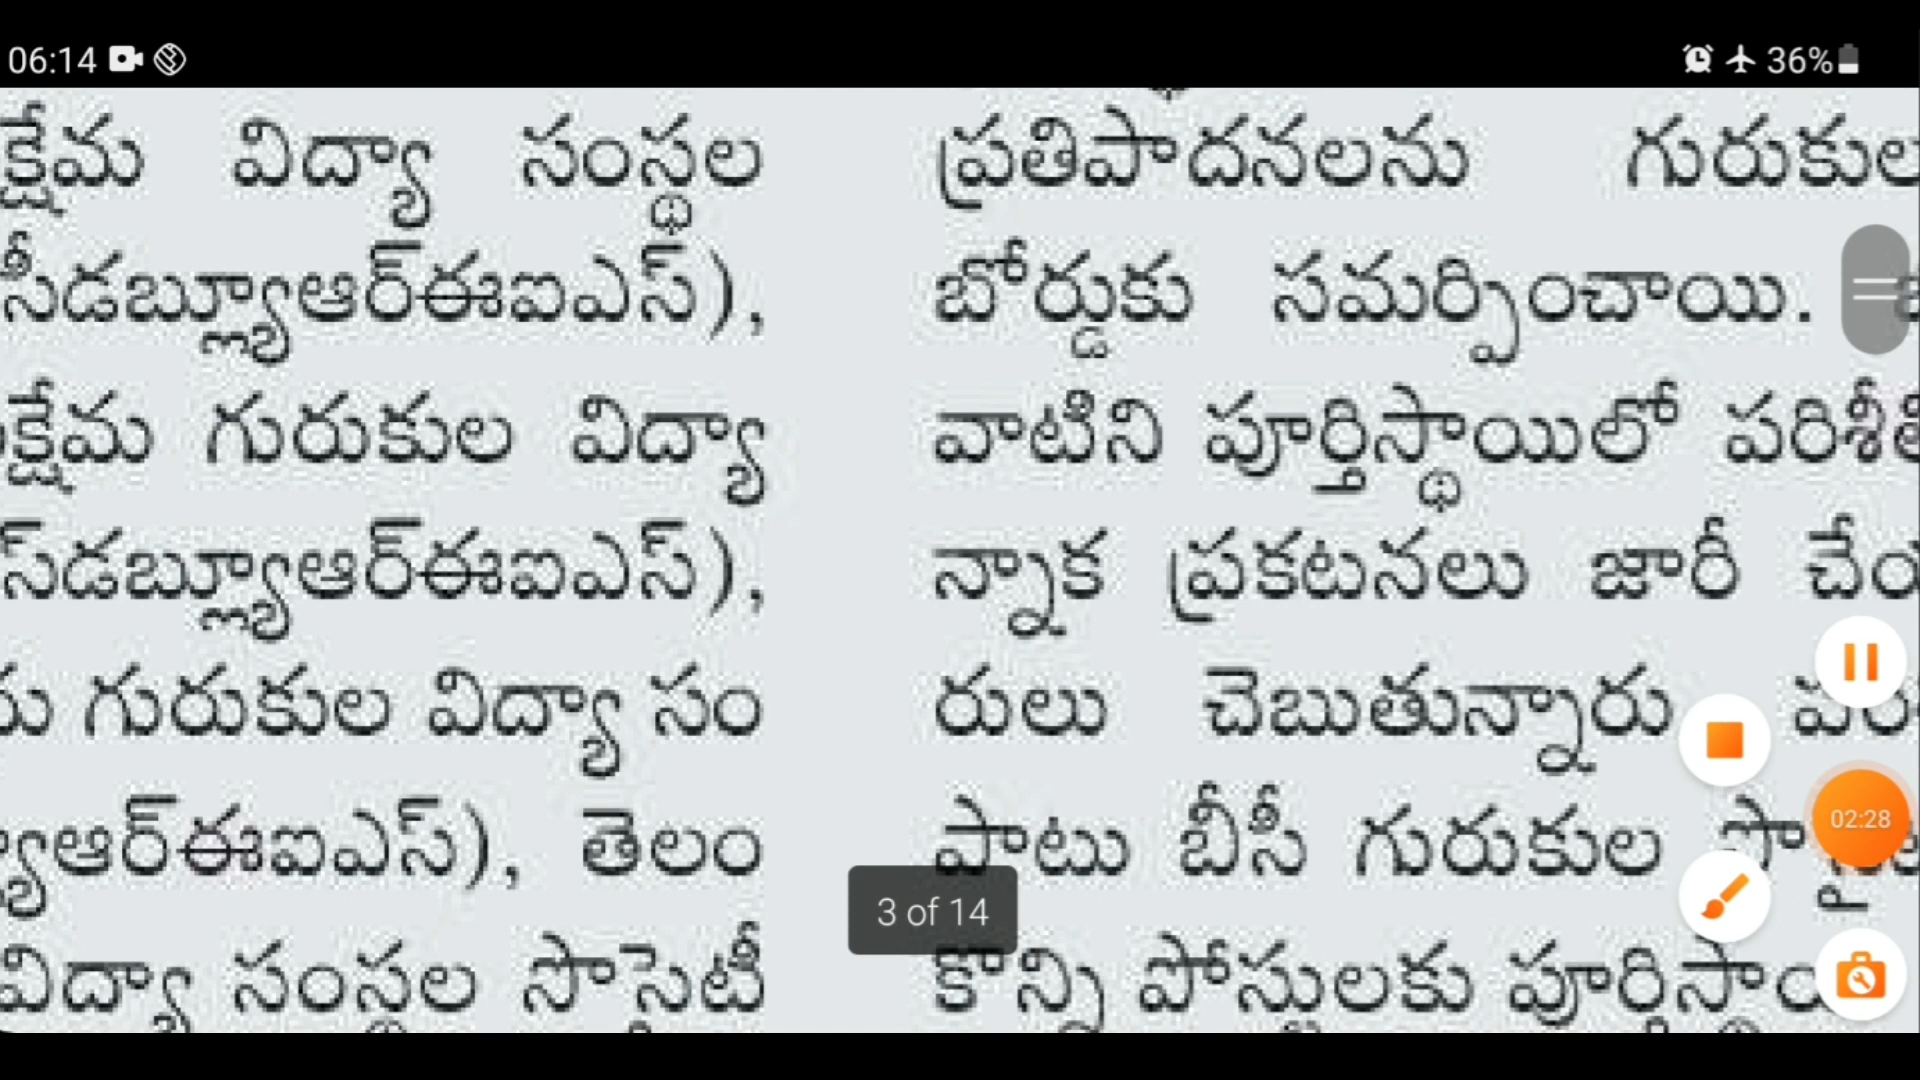 06:14
36%
క్షేమ విద్యా సంస్థల
సీడబ్ల్యూఆర్ఈఐఎస్),
క్షేమ గురుకుల విద్యా
స్‌డబ్ల్యూఆర్ఈఐఎస్),
గురుకుల విద్యా సం
ఆర్ఈఐఎస్), తెలం
విద్యా సంస్థల సొసైటీ
ప్రతిపాదనలను గురుకుల
బోర్డుకు సమర్పించాయి.
వాటిని పూర్తిస్థాయిలో పరిశీ
న్నాక ప్రకటనలు జారీ చే
రులు చెబుతున్నారు
పాటు బీసీ గురుకుల
కొన్ని పోస్టులకు పూర్తిస్థా
02:28
3 of 14